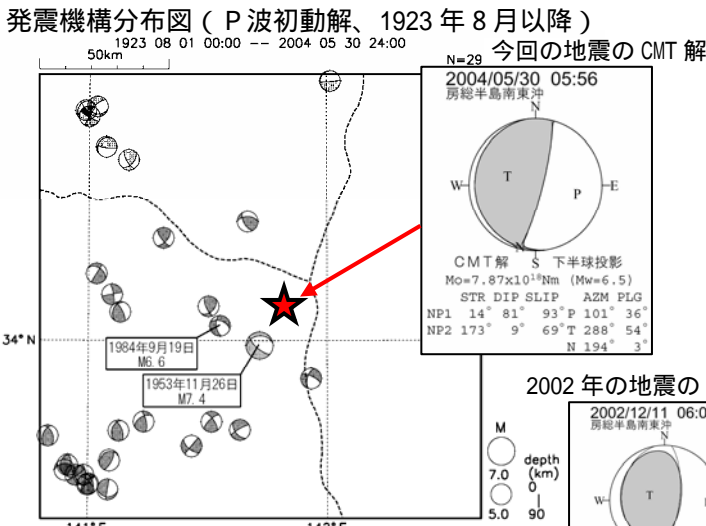 発震機構分布図(P波初動解、1923年8月以降)
1923 08 01 00:00 -- 2004 05 30 24:00
50km
N=29
今回の地震の CMT 解
2004/05/30 05:56
房総半島南東沖
N
W
T
P
E
N
S
CMT解 下半球投影
Mo=7.87x10¹⁸Nm (Mw=6.5)
STR DIP SLIP AZM PLG
NP1 14° 81° 93° P 101° 36°
NP2 173° 9° 69° T 288° 54°
N 194° 3°
34°N
1984年9月19日
M6.6
1953年11月26日
M7.4
2002 年の地震の
2002/12/11 06:0
房総半島南東沖
N
W
T
M
7.0
5.0
depth
(km)
0
90
141°E